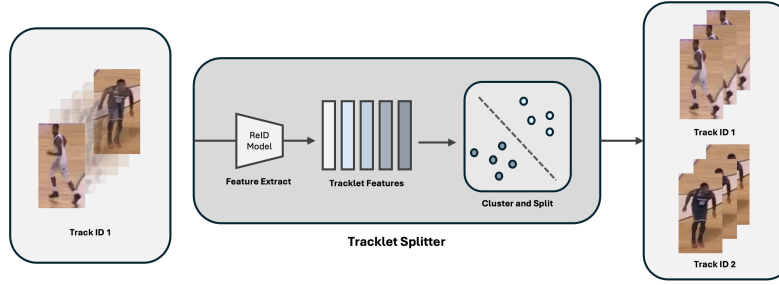 Track ID 1
ReID
Model
Feature Extract
Tracklet Features
Cluster and Split
Tracklet Splitter
Track ID 1
Track ID 2